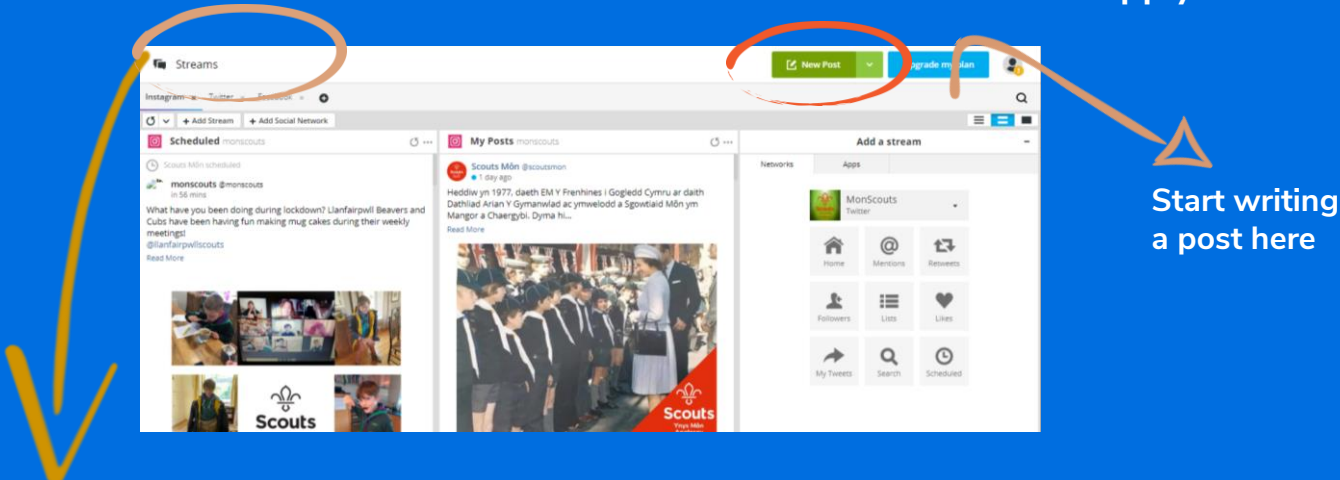 Streams
New Post
Upgrade my plan
Instagram
Twitter
Facebook
+ Add Stream
+ Add Social Network
Scheduled monscouts
Scouts Môn scheduled
monscouts @monscouts
in 56 mins
What have you been doing during lockdown? Llanfairpwll Beavers and
Cubs have been having fun making mug cakes during their weekly
meetings!
@llanfairpwllscouts
Read More
Scouts
My Posts monscouts
Scouts Môn @scoutsmon
1 day ago
Heddiw yn 1977, daeth EM Y Frenhines i Gogledd Cymru ar daith
Dathliad Arian Y Gymanwlad ac ymwelodd a Sgowtiaid Môn ym
Mangor a Chaergybi. Dyma hi...
Read More
Scouts
Ynys Môn
Add a stream
Networks
Apps
MonScouts
Twitter
Home
Mentions
Retweets
Followers
Lists
Likes
My Tweets
Search
Scheduled
Start writing
a post here